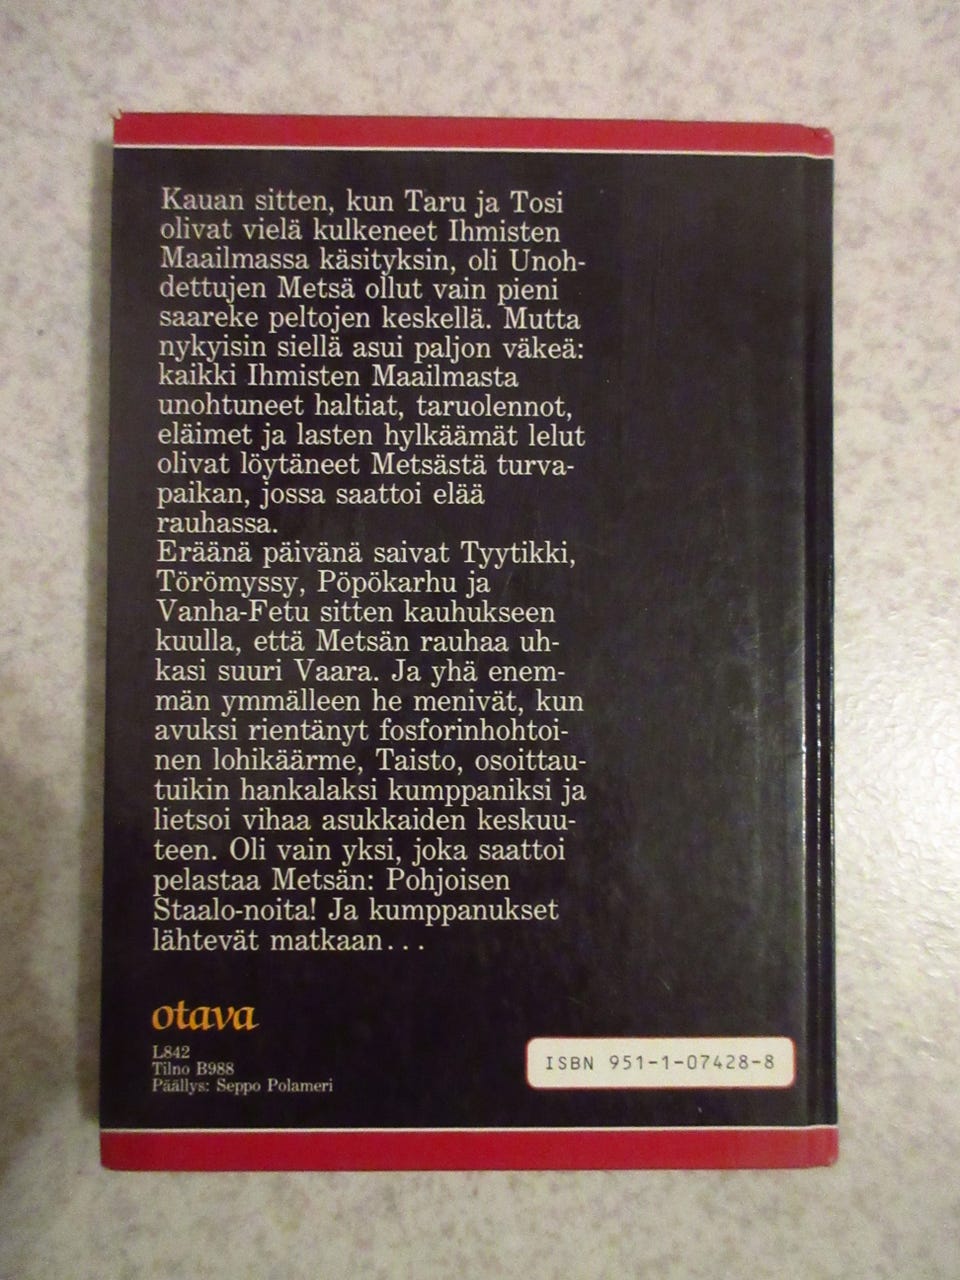 Kauan sitten, kun Taru ja Tosi
olivat vielä kulkeneet Ihmisten
Maailmassa käsityksin, oli Unoh-
dettujen Metsä ollut vain pieni
saareke peltojen keskellä. Mutta
nykyisin siellä asui paljon väkeä:
kaikki Ihmisten Maailmasta
unohtuneet haltiat, taruolennot,
eläimet ja lasten hylkäämät lelut
olivat löytäneet Metsästä turva-
paikan, jossa saattoi elää
rauhassa.
Eräänä päivänä saivat Tyytikki,
Törömyssy, Pöpökarhu ja
Vanha-Fetu sitten kauhukseen
kuulla, että Metsän rauhaa uh-
kasi suuri Vaara. Ja yhä enem-
män ymmälleen he menivät, kun
avuksi rientänyt fosforinhohtoi-
nen lohikäärme, Taisto, osoittau-
tuikin hankalaksi kumppaniksi ja
lietsoi vihaa asukkaiden keskuu-
teen. Oli vain yksi, joka saattoi
pelastaa Metsän: Pohjoisen
Staalo-noita! Ja kumppanukset
lähtevät matkaan...
otava
L842
Tilno B988
Päällys: Seppo Polameri
ISBN 951-1-07428-8